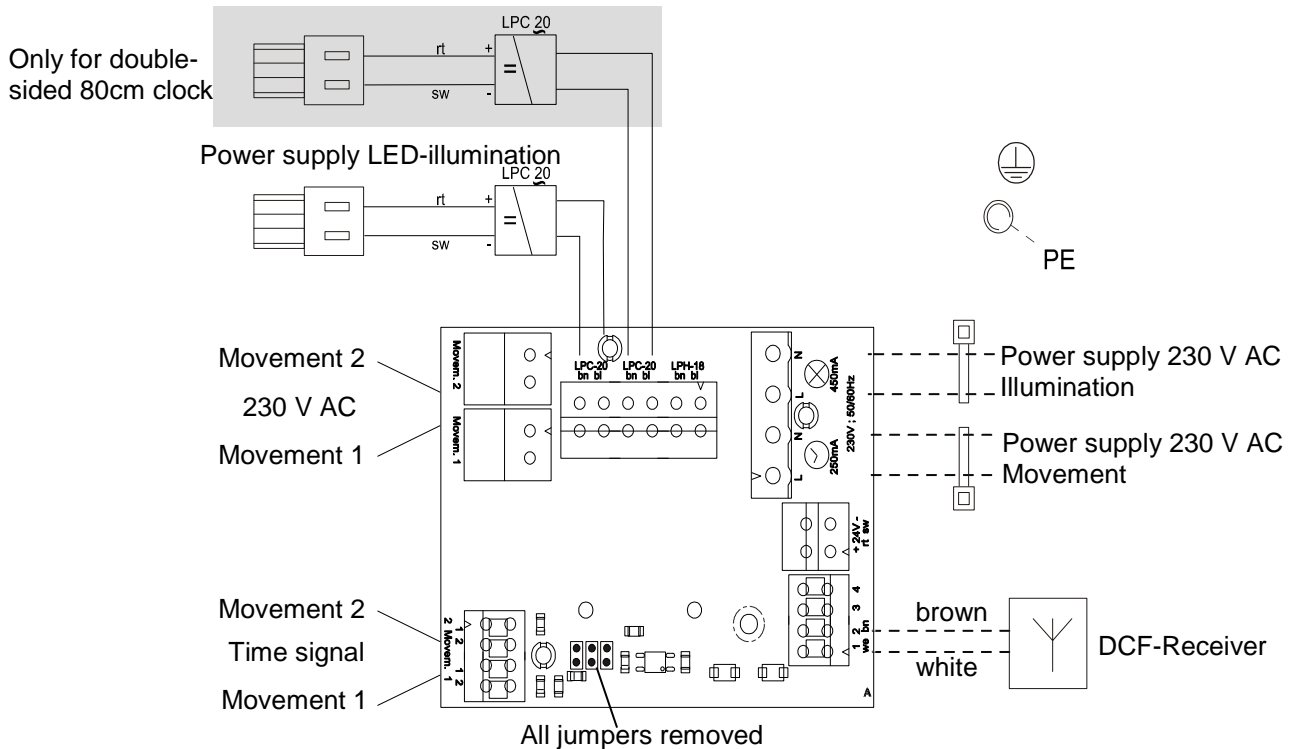 LPC 20
Only for double-
sided 80cm clock
rt
+
=
sw
-
Power supply LED-illumination
LPC 20
rt
+
=
sw
-
PE
Movement 2
230 V AC
Movement 1
Movem. 2
Movem. 1
LPC-20 LPC-20 LPH-18
bn bl bn bl bn bl
N
L
N
L
450mA
250mA
230V ; 50/60Hz
Power supply 230 V AC
Illumination
Power supply 230 V AC
Movement
+ 24V -
rt sw
1 2 3 4
we bn
brown
white
DCF-Receiver
Movement 2
Time signal
Movement 1
2 Movem. 1
1 2
1 2
A
All jumpers removed